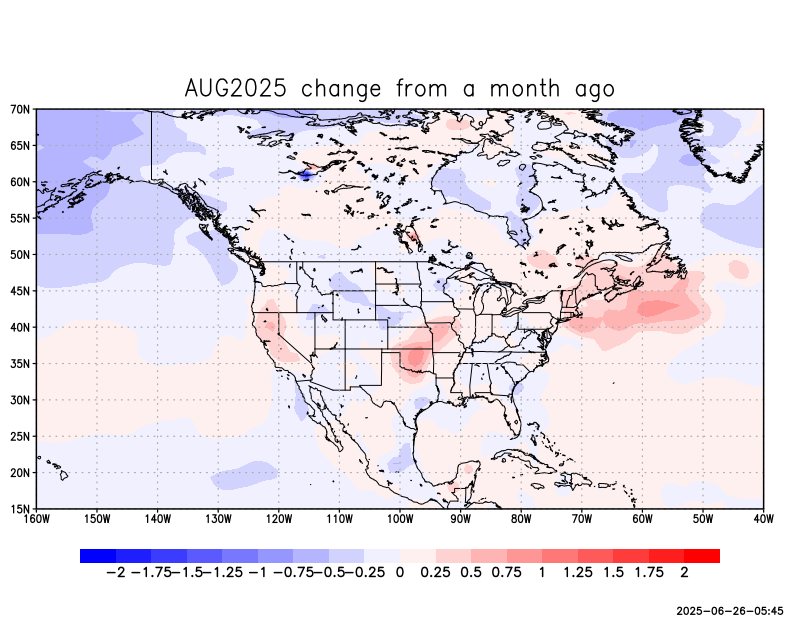 AUG2025 change from a month ago
70N
65N
60N
55N
50N
45N
40N
35N
30N
25N
20N
15N
160W 150W 140W 130W 120W 110W 100W 90W 80W 70W 60W 50W 40W
−2 −1.75 −1.5 −1.25 −1 −0.75 −0.5 −0.25 0 0.25 0.5 0.75 1 1.25 1.5 1.75 2
2025-06-26-05:45